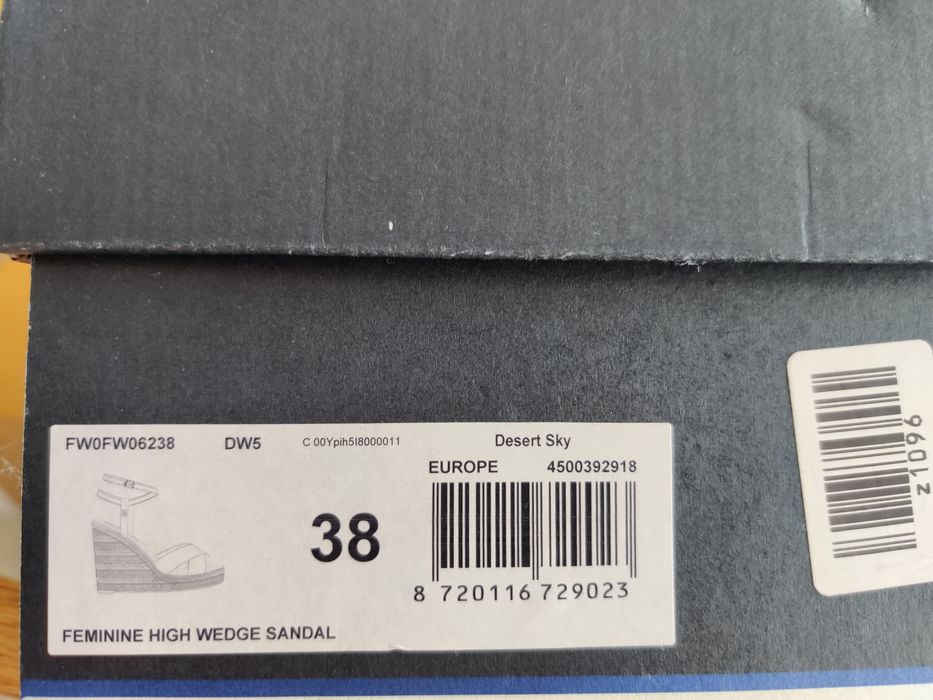 FW0FW06238 DW5 C 00Ypih5I8000011 Desert Sky
EUROPE 4500392918
38
8 720116 729023
FEMININE HIGH WEDGE SANDAL
z1096